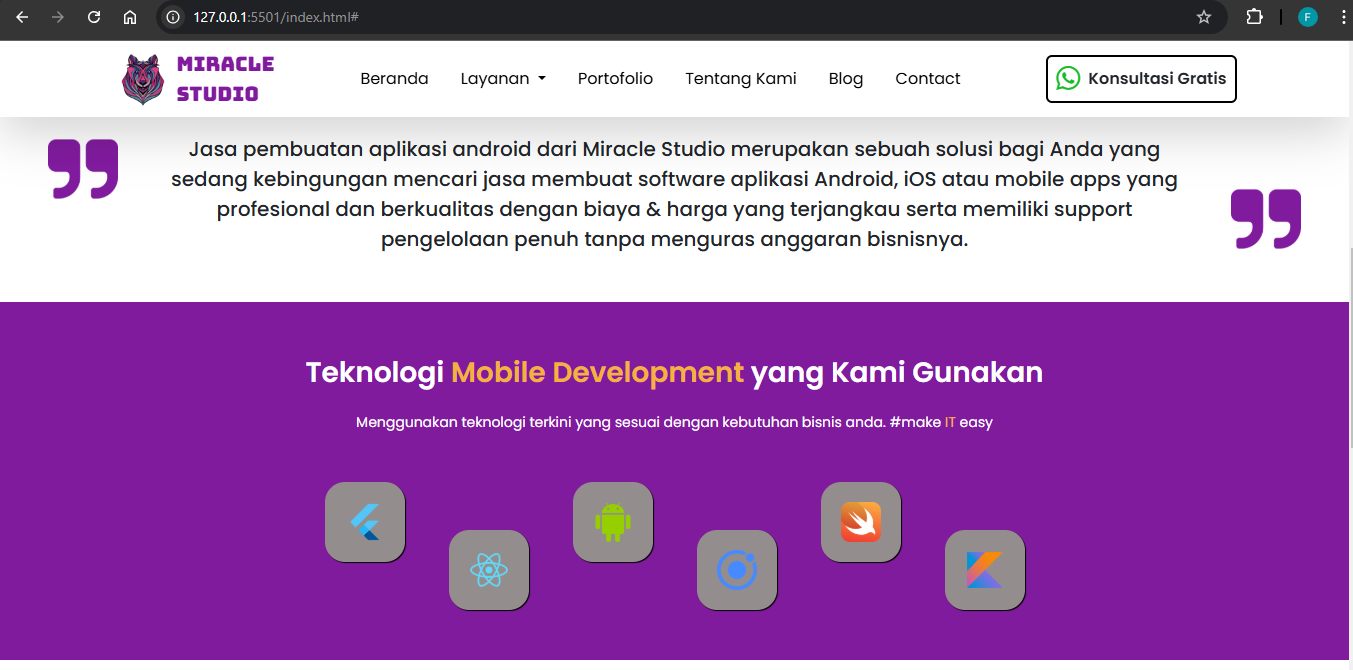 127.0.0.1:5501/index.html#
F
MIRACLE
STUDIO
Beranda
Layanan
Portofolio
Tentang Kami
Blog
Contact
Konsultasi Gratis
Jasa pembuatan aplikasi android dari Miracle Studio merupakan sebuah solusi bagi Anda yang
sedang kebingungan mencari jasa membuat software aplikasi Android, iOS atau mobile apps yang
profesional dan berkualitas dengan biaya & harga yang terjangkau serta memiliki support
pengelolaan penuh tanpa menguras anggaran bisnisnya.
Teknologi Mobile Development yang Kami Gunakan
Menggunakan teknologi terkini yang sesuai dengan kebutuhan bisnis anda. #make IT easy